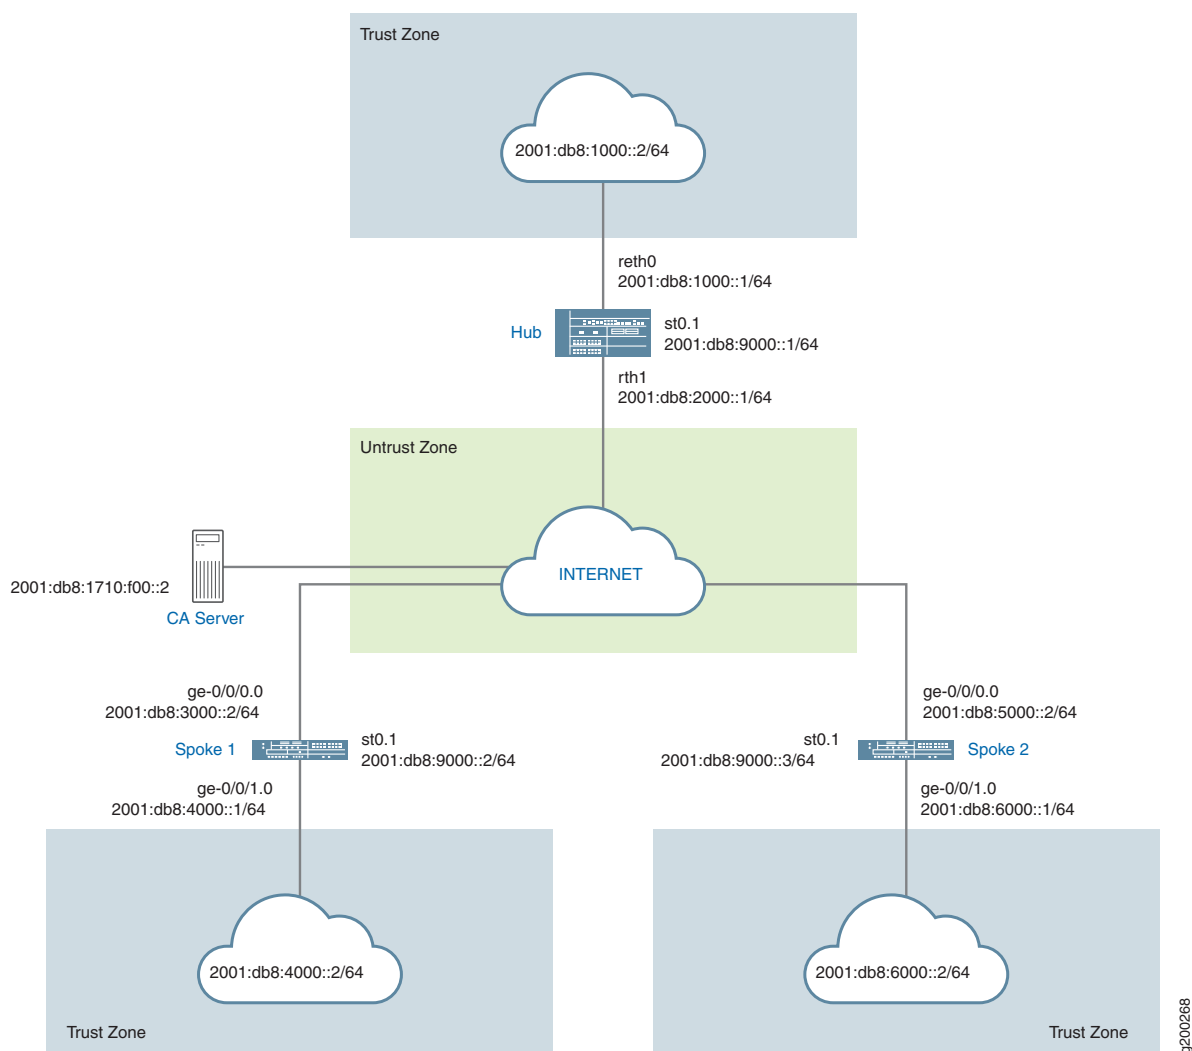 Trust Zone
2001:db8:1000::2/64
reth0
2001:db8:1000::1/64
Hub
st0.1
2001:db8:9000::1/64
rth1
2001:db8:2000::1/64
Untrust Zone
INTERNET
2001:db8:1710:f00::2
CA Server
ge-0/0/0.0
2001:db8:3000::2/64
Spoke 1
st0.1
2001:db8:9000::2/64
ge-0/0/1.0
2001:db8:4000::1/64
ge-0/0/0.0
2001:db8:5000::2/64
st0.1
2001:db8:9000::3/64
Spoke 2
ge-0/0/1.0
2001:db8:6000::1/64
2001:db8:4000::2/64
Trust Zone
2001:db8:6000::2/64
Trust Zone
g200268